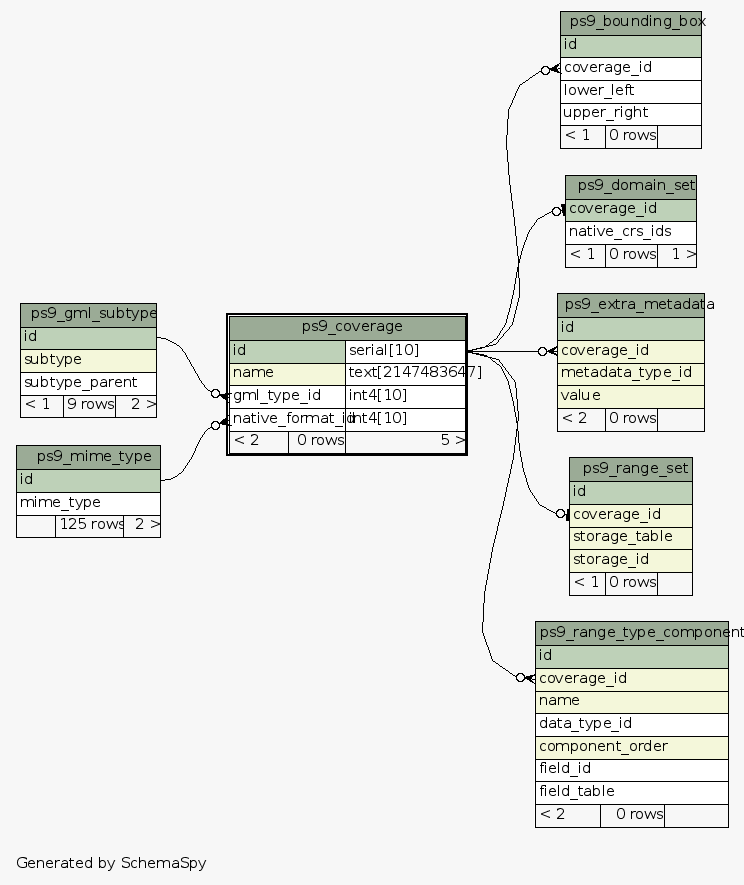 ps9_bounding_box
id
coverage_id
lower_left
upper_right
< 1 0 rows
ps9_domain_set
coverage_id
native_crs_ids
< 1 0 rows 1 >
ps9_extra_metadata
id
coverage_id
metadata_type_id
value
< 2 0 rows
ps9_gml_subtype
id
subtype
subtype_parent
< 1 9 rows 2 >
ps9_coverage
id serial[10]
name text[2147483647]
gml_type_id int4[10]
native_format_id int4[10]
< 2 0 rows 5 >
ps9_mime_type
id
mime_type
125 rows 2 >
ps9_range_set
id
coverage_id
storage_table
storage_id
< 1 0 rows
ps9_range_type_component
id
coverage_id
name
data_type_id
component_order
field_id
field_table
< 2 0 rows
Generated by SchemaSpy